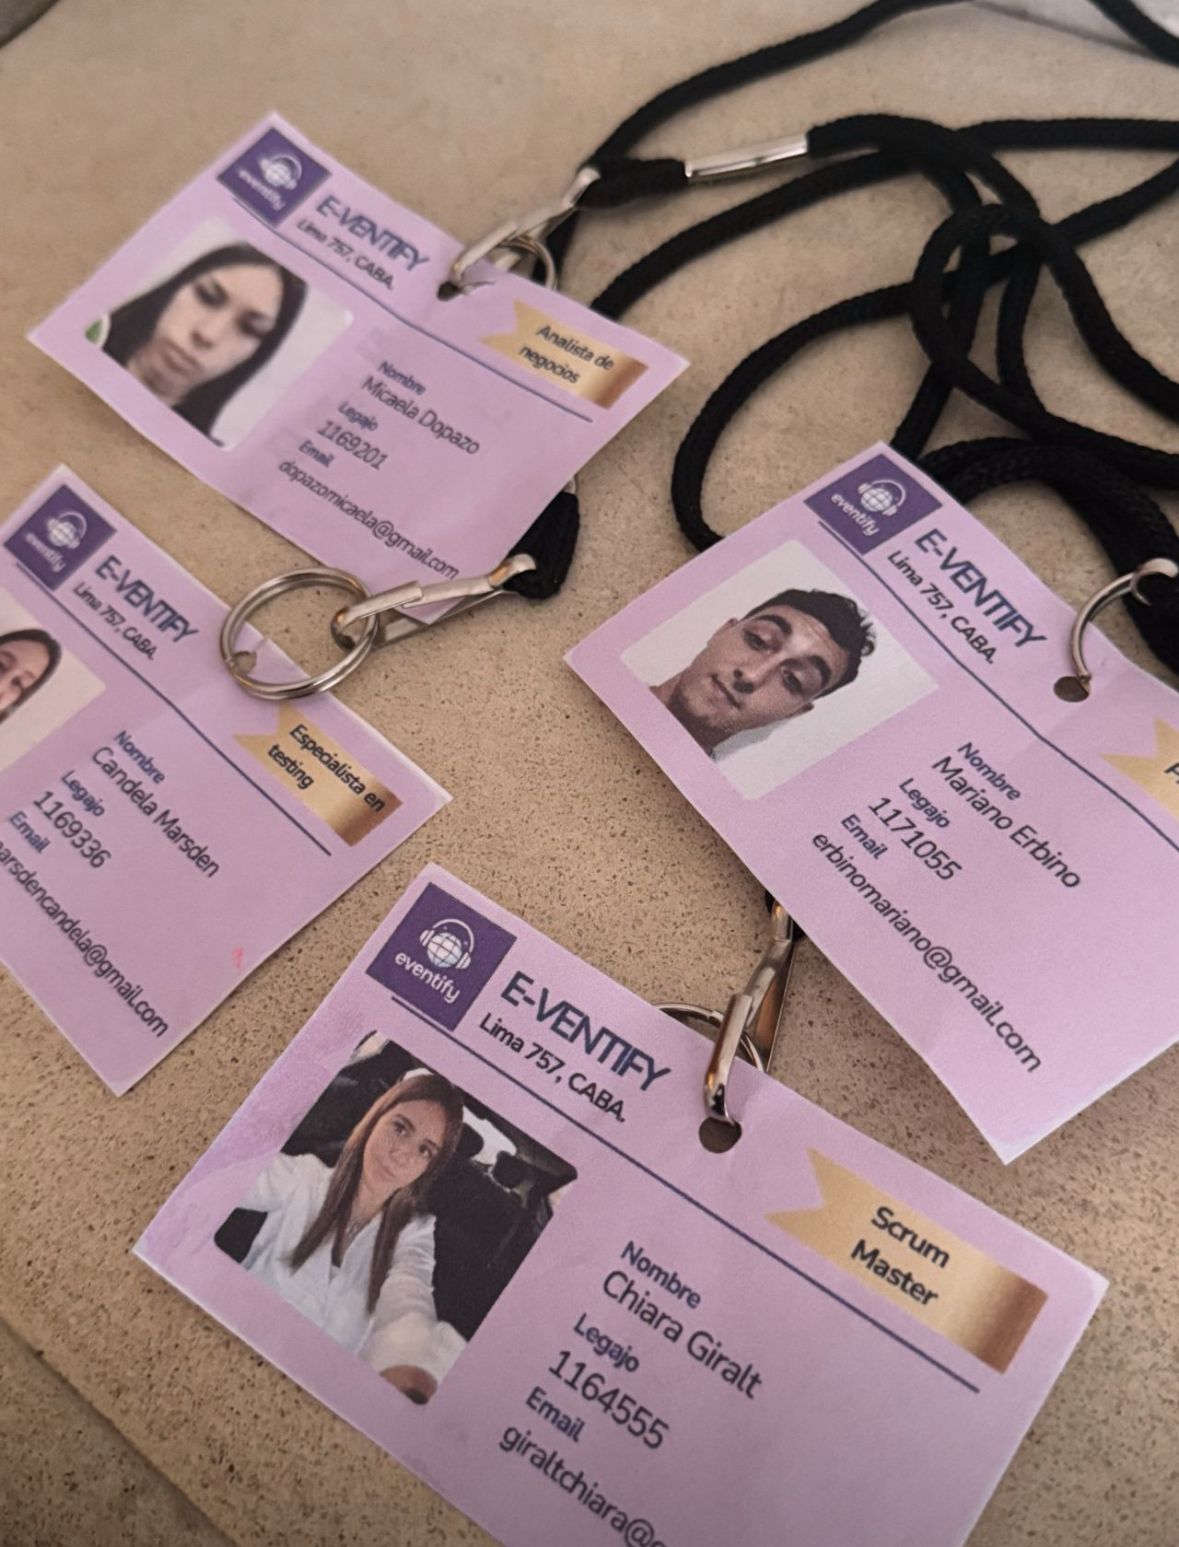 eventify
E-VENTIFY
Lima 757, CABA.
Analista de
negocios
Nombre
Micaela Dopazo
Legajo
1169201
Email
dopazomicaela@gmail.com
eventify
E-VENTIFY
Lima 757, CABA.
Especialista en
testing
Nombre
Candela Marsden
Legajo
1169336
Email
arsdencandela@gmail.com
eventify
E-VENTIFY
Lima 757, CABA.
Nombre
Mariano Erbino
Legajo
1171055
Email
erbinomariano@gmail.com
eventify
E-VENTIFY
Lima 757, CABA.
Scrum
Master
Nombre
Chiara Giralt
Legajo
1164555
Email
giraltchiara@